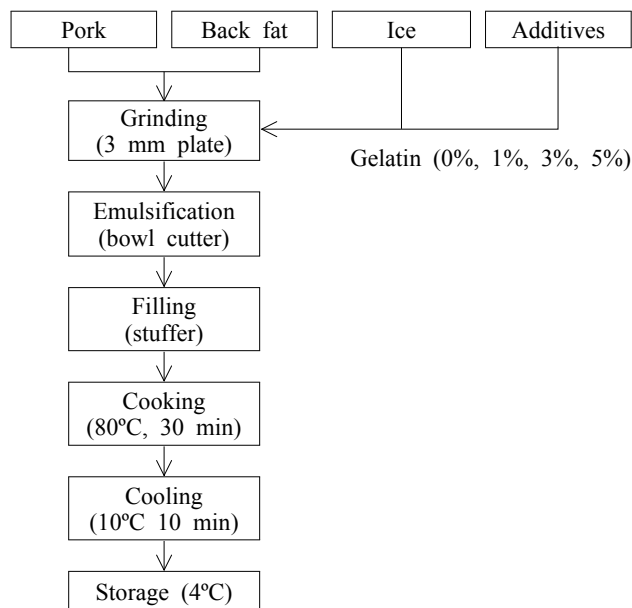 Pork
Back fat
Ice
Additives
Grinding
(3 mm plate)
Gelatin (0%, 1%, 3%, 5%)
Emulsification
(bowl cutter)
Filling
(stuffer)
Cooking
(80ºC, 30 min)
Cooling
(10ºC 10 min)
Storage (4ºC)